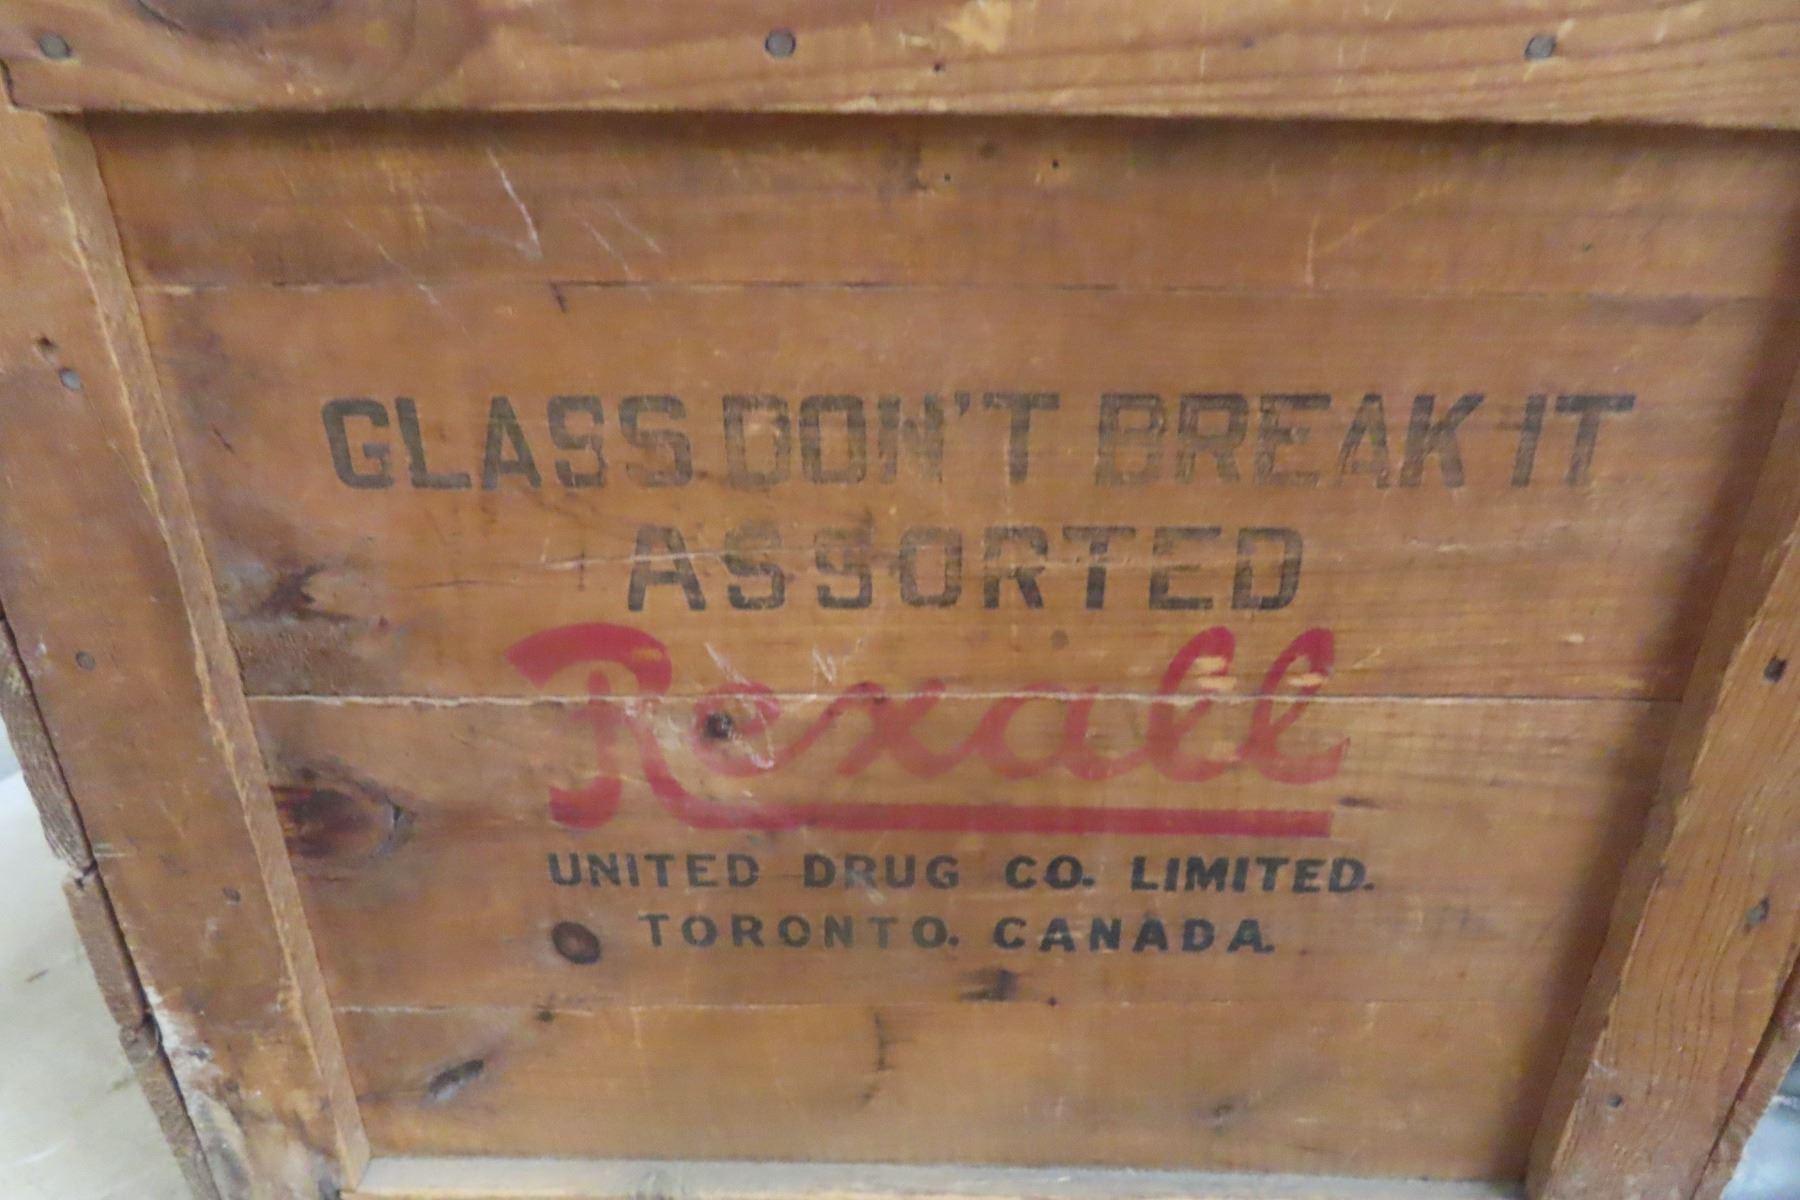 GLASS DON'T BREAK IT
ASSORTED
Rexall
UNITED DRUG CO. LIMITED.
TORONTO. CANADA.